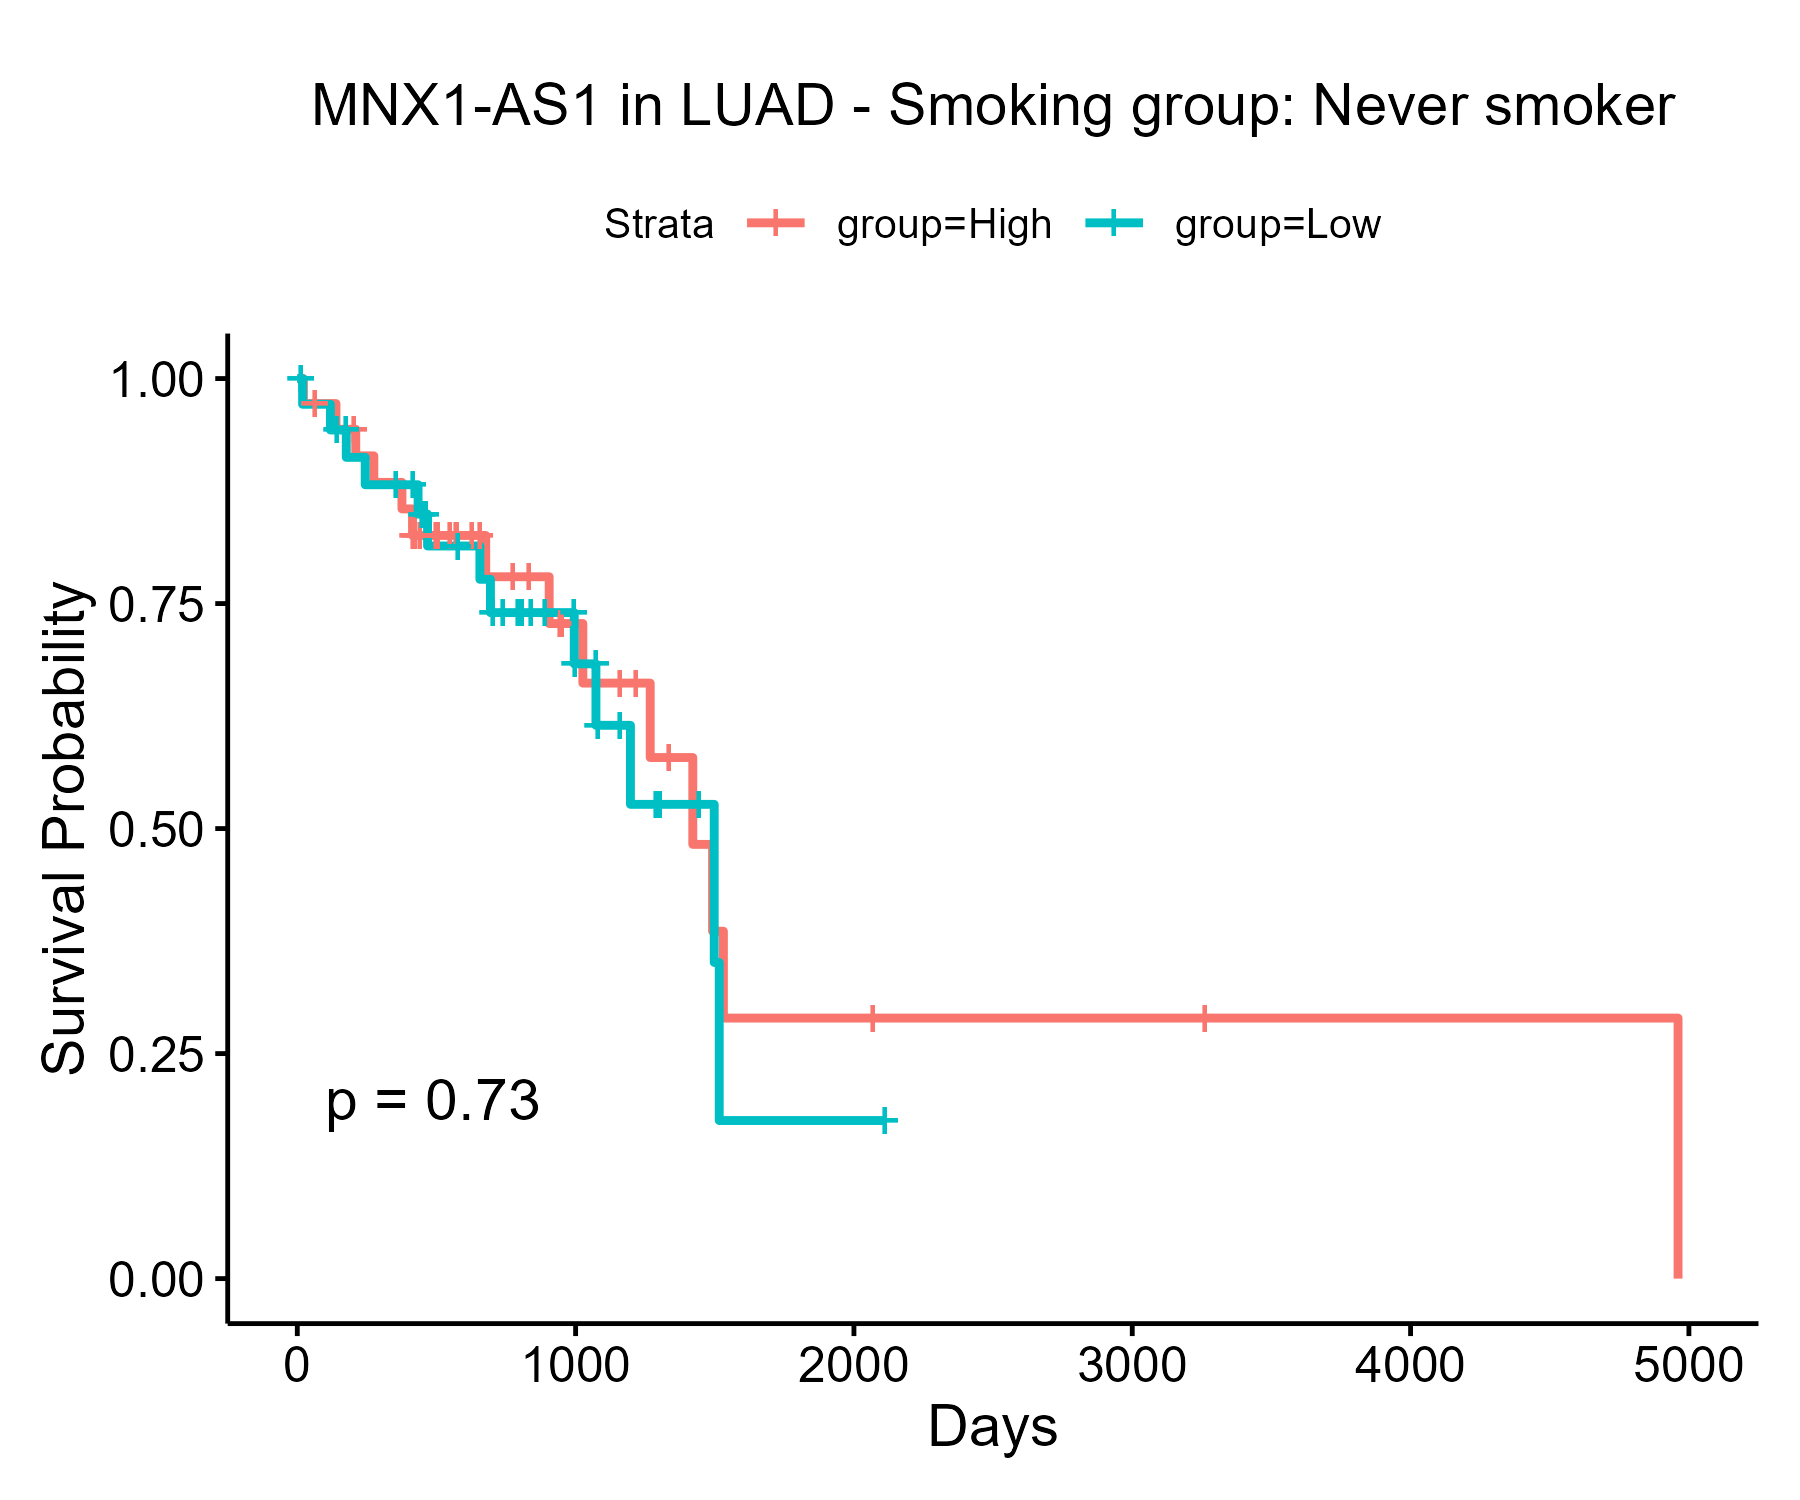 MNX1-AS1 in LUAD - Smoking group: Never smoker
Strata group=High group=Low
Survival Probability
1.00
0.75
0.50
0.25
0.00
p = 0.73
0 1000 2000 3000 4000 5000
Days